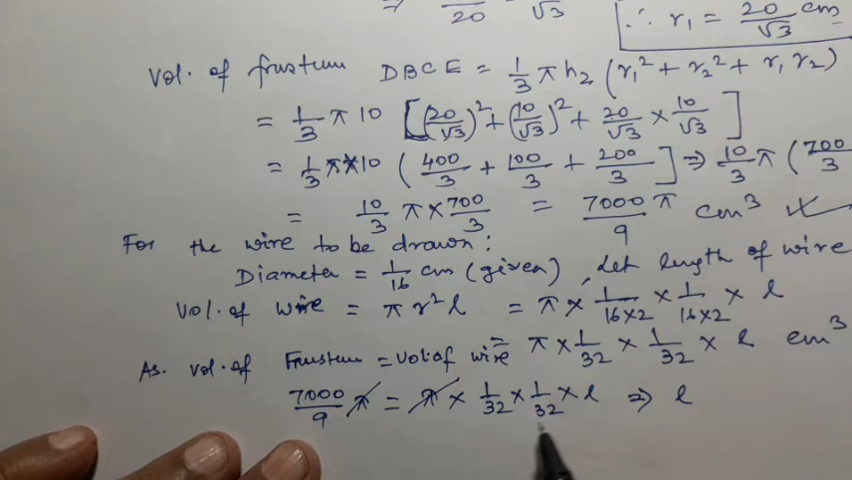 ⇒ 20 √3
∴ r₁ = 20/√3 cm
Vol. of frustum DBCE = 1/3 π h₂ (r₁² + r₂² + r₁ r₂)
= 1/3 π 10 [(20/√3)² + (10/√3)² + 20/√3 × 10/√3]
= 1/3 π × 10 (400/3 + 100/3 + 200/3] ⇒ 10/3 π (700/3
= 10/3 π × 700/3 = 7000/9 π cm³
For the wire to be drawn:
Diameter = 1/16 cm (given), Let length of wire
Vol. of wire = π r² l = π × 1/16×2 × 1/16×2 × l
= π × 1/32 × 1/32 × l cm³
As. Vol. of Frustum = Vol. of wire
7000/9 π = π × 1/32 × 1/32 × l ⇒ l